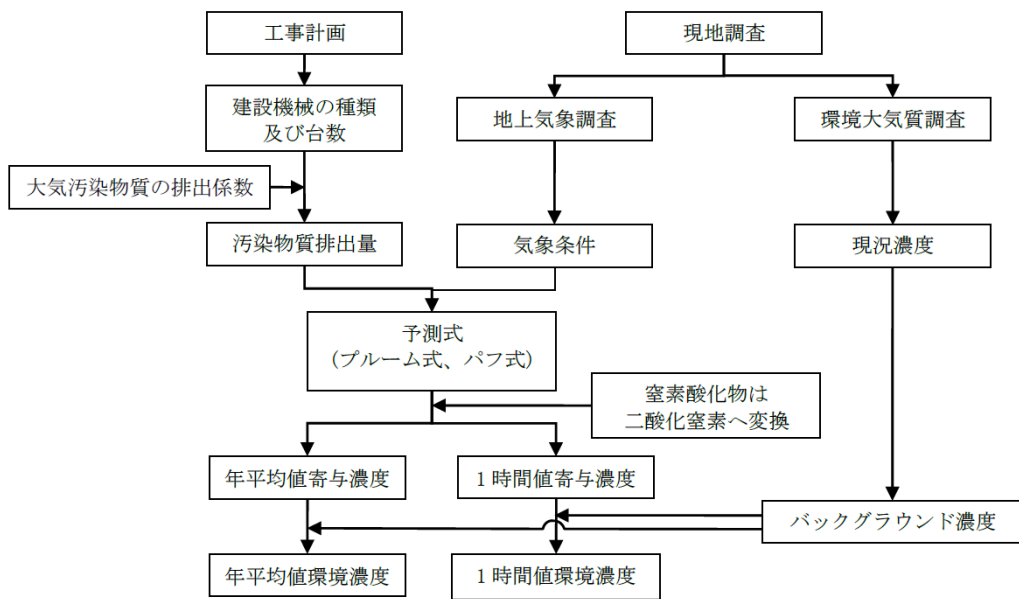 工事計画
現地調査
建設機械の種類
及び台数
地上気象調査
環境大気質調査
大気汚染物質の排出係数
汚染物質排出量
気象条件
現況濃度
予測式
（プルーム式、パフ式）
窒素酸化物は
二酸化窒素へ変換
年平均値寄与濃度
１時間値寄与濃度
バックグラウンド濃度
年平均値環境濃度
１時間値環境濃度